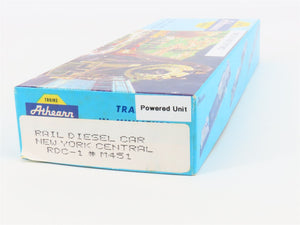 TRAINS
Athearn
TRA
Powered Unit
RAIL DIESEL CAR
NEW YORK CENTRAL
RDC-1 # M451